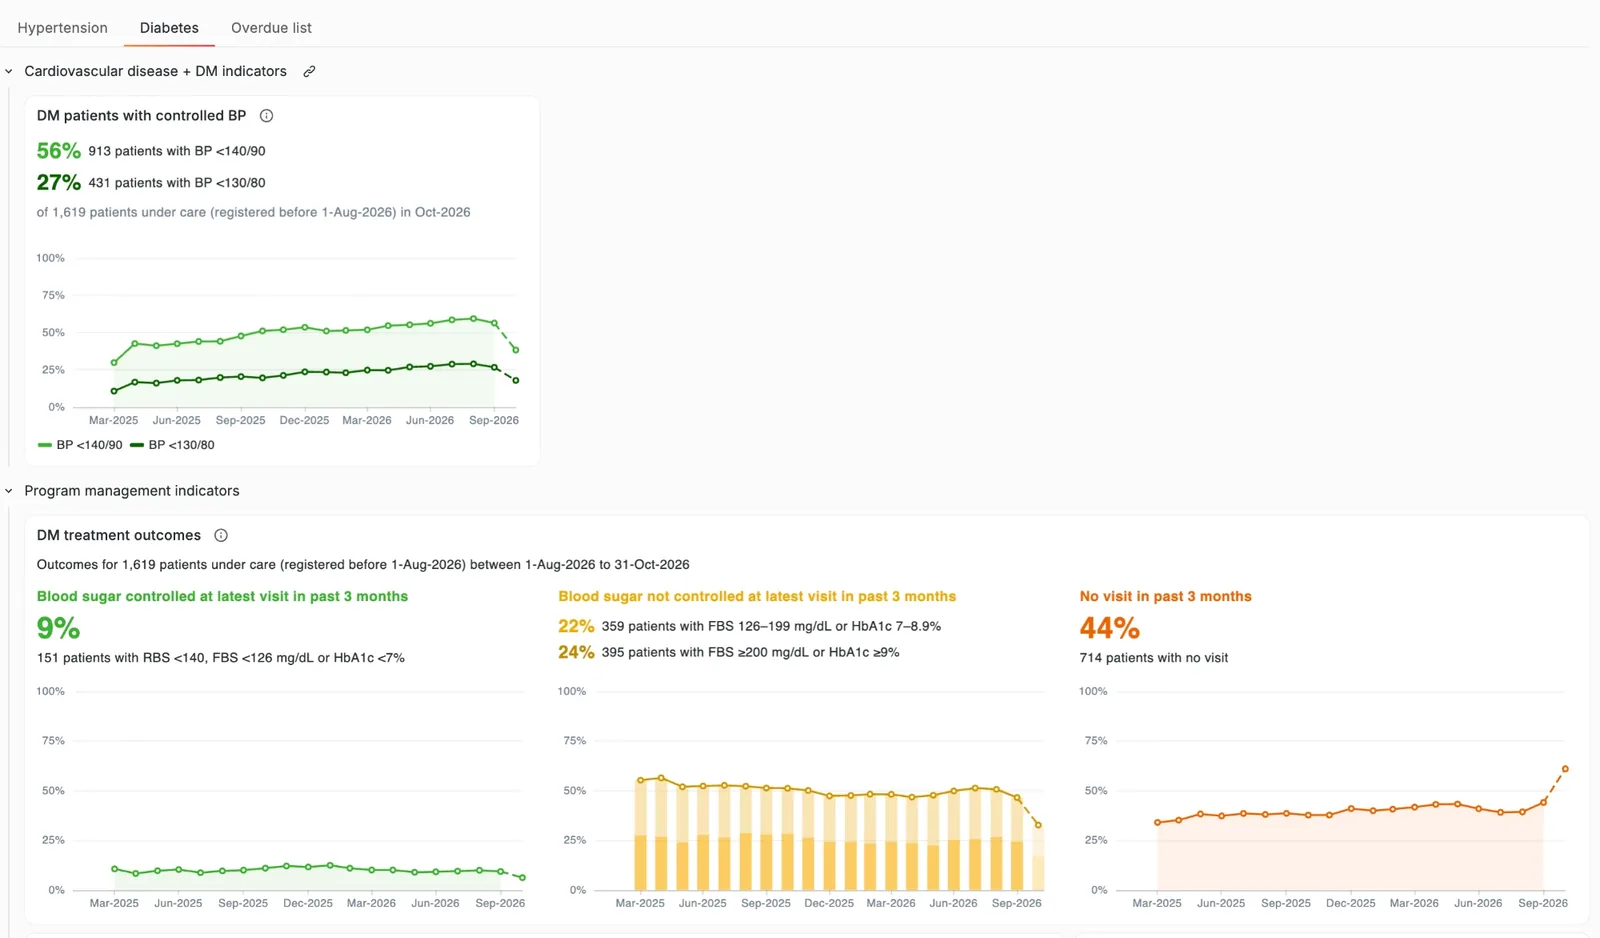 Hypertension Diabetes Overdue list
Cardiovascular disease + DM indicators
DM patients with controlled BP
56% 913 patients with BP <140/90
27% 431 patients with BP <130/80
of 1,619 patients under care (registered before 1-Aug-2026) in Oct-2026
100%
75%
50%
25%
0%
Mar-2025 Jun-2025 Sep-2025 Dec-2025 Mar-2026 Jun-2026 Sep-2026
BP <140/90 BP <130/80
Program management indicators
DM treatment outcomes
Outcomes for 1,619 patients under care (registered before 1-Aug-2026) between 1-Aug-2026 to 31-Oct-2026
Blood sugar controlled at latest visit in past 3 months
9%
151 patients with RBS <140, FBS <126 mg/dL or HbA1c <7%
100%
75%
50%
25%
0%
Mar-2025 Jun-2025 Sep-2025 Dec-2025 Mar-2026 Jun-2026 Sep-2026
Blood sugar not controlled at latest visit in past 3 months
22% 359 patients with FBS 126–199 mg/dL or HbA1c 7–8.9%
24% 395 patients with FBS ≥200 mg/dL or HbA1c ≥9%
100%
75%
50%
25%
0%
Mar-2025 Jun-2025 Sep-2025 Dec-2025 Mar-2026 Jun-2026 Sep-2026
No visit in past 3 months
44%
714 patients with no visit
100%
75%
50%
25%
0%
Mar-2025 Jun-2025 Sep-2025 Dec-2025 Mar-2026 Jun-2026 Sep-2026